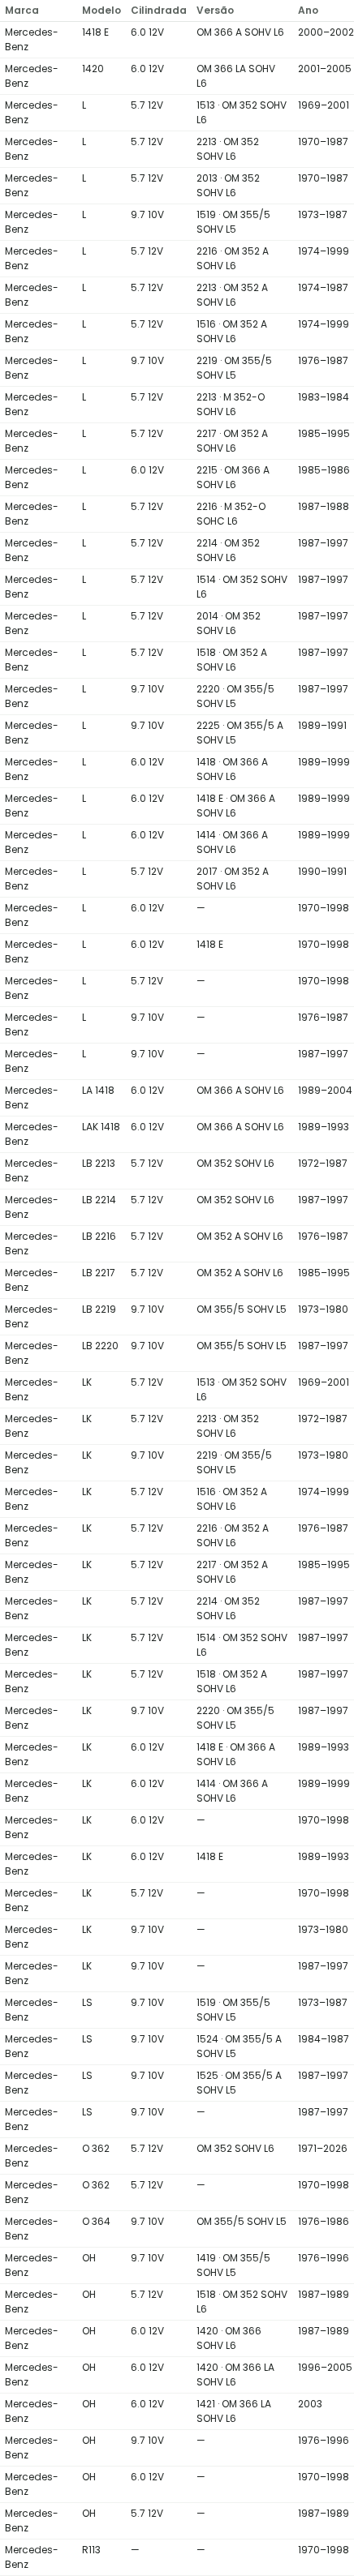 Marca Modelo Cilindrada Versão Ano
Mercedes-Benz 1418 E 6.0 12V OM 366 A SOHV L6 2000–2002
Mercedes-Benz 1420 6.0 12V OM 366 LA SOHV L6 2001–2005
Mercedes-Benz L 5.7 12V 1513 · OM 352 SOHV L6 1969–2001
Mercedes-Benz L 5.7 12V 2213 · OM 352 SOHV L6 1970–1987
Mercedes-Benz L 5.7 12V 2013 · OM 352 SOHV L6 1970–1987
Mercedes-Benz L 9.7 10V 1519 · OM 355/5 SOHV L5 1973–1987
Mercedes-Benz L 5.7 12V 2216 · OM 352 A SOHV L6 1974–1999
Mercedes-Benz L 5.7 12V 2213 · OM 352 A SOHV L6 1974–1987
Mercedes-Benz L 5.7 12V 1516 · OM 352 A SOHV L6 1974–1999
Mercedes-Benz L 9.7 10V 2219 · OM 355/5 SOHV L5 1976–1987
Mercedes-Benz L 5.7 12V 2213 · M 352-O SOHV L6 1983–1984
Mercedes-Benz L 5.7 12V 2217 · OM 352 A SOHV L6 1985–1995
Mercedes-Benz L 6.0 12V 2215 · OM 366 A SOHV L6 1985–1986
Mercedes-Benz L 5.7 12V 2216 · M 352-O SOHC L6 1987–1988
Mercedes-Benz L 5.7 12V 2214 · OM 352 SOHV L6 1987–1997
Mercedes-Benz L 5.7 12V 1514 · OM 352 SOHV L6 1987–1997
Mercedes-Benz L 5.7 12V 2014 · OM 352 SOHV L6 1987–1997
Mercedes-Benz L 5.7 12V 1518 · OM 352 A SOHV L6 1987–1997
Mercedes-Benz L 9.7 10V 2220 · OM 355/5 SOHV L5 1987–1997
Mercedes-Benz L 9.7 10V 2225 · OM 355/5 A SOHV L5 1989–1991
Mercedes-Benz L 6.0 12V 1418 · OM 366 A SOHV L6 1989–1999
Mercedes-Benz L 6.0 12V 1418 E · OM 366 A SOHV L6 1989–1999
Mercedes-Benz L 6.0 12V 1414 · OM 366 A SOHV L6 1989–1999
Mercedes-Benz L 5.7 12V 2017 · OM 352 A SOHV L6 1990–1991
Mercedes-Benz L 6.0 12V — 1970–1998
Mercedes-Benz L 6.0 12V 1418 E 1970–1998
Mercedes-Benz L 5.7 12V — 1970–1998
Mercedes-Benz L 9.7 10V — 1976–1987
Mercedes-Benz L 9.7 10V — 1987–1997
Mercedes-Benz LA 1418 6.0 12V OM 366 A SOHV L6 1989–2004
Mercedes-Benz LAK 1418 6.0 12V OM 366 A SOHV L6 1989–1993
Mercedes-Benz LB 2213 5.7 12V OM 352 SOHV L6 1972–1987
Mercedes-Benz LB 2214 5.7 12V OM 352 SOHV L6 1987–1997
Mercedes-Benz LB 2216 5.7 12V OM 352 A SOHV L6 1976–1987
Mercedes-Benz LB 2217 5.7 12V OM 352 A SOHV L6 1985–1995
Mercedes-Benz LB 2219 9.7 10V OM 355/5 SOHV L5 1973–1980
Mercedes-Benz LB 2220 9.7 10V OM 355/5 SOHV L5 1987–1997
Mercedes-Benz LK 5.7 12V 1513 · OM 352 SOHV L6 1969–2001
Mercedes-Benz LK 5.7 12V 2213 · OM 352 SOHV L6 1972–1987
Mercedes-Benz LK 9.7 10V 2219 · OM 355/5 SOHV L5 1973–1980
Mercedes-Benz LK 5.7 12V 1516 · OM 352 A SOHV L6 1974–1999
Mercedes-Benz LK 5.7 12V 2216 · OM 352 A SOHV L6 1976–1987
Mercedes-Benz LK 5.7 12V 2217 · OM 352 A SOHV L6 1985–1995
Mercedes-Benz LK 5.7 12V 2214 · OM 352 SOHV L6 1987–1997
Mercedes-Benz LK 5.7 12V 1514 · OM 352 SOHV L6 1987–1997
Mercedes-Benz LK 5.7 12V 1518 · OM 352 A SOHV L6 1987–1997
Mercedes-Benz LK 9.7 10V 2220 · OM 355/5 SOHV L5 1987–1997
Mercedes-Benz LK 6.0 12V 1418 E · OM 366 A SOHV L6 1989–1993
Mercedes-Benz LK 6.0 12V 1414 · OM 366 A SOHV L6 1989–1999
Mercedes-Benz LK 6.0 12V — 1970–1998
Mercedes-Benz LK 6.0 12V 1418 E 1989–1993
Mercedes-Benz LK 5.7 12V — 1970–1998
Mercedes-Benz LK 9.7 10V — 1973–1980
Mercedes-Benz LK 9.7 10V — 1987–1997
Mercedes-Benz LS 9.7 10V 1519 · OM 355/5 SOHV L5 1973–1987
Mercedes-Benz LS 9.7 10V 1524 · OM 355/5 A SOHV L5 1984–1987
Mercedes-Benz LS 9.7 10V 1525 · OM 355/5 A SOHV L5 1987–1997
Mercedes-Benz LS 9.7 10V — 1987–1997
Mercedes-Benz O 362 5.7 12V OM 352 SOHV L6 1971–2026
Mercedes-Benz O 362 5.7 12V — 1970–1998
Mercedes-Benz O 364 9.7 10V OM 355/5 SOHV L5 1976–1986
Mercedes-Benz OH 9.7 10V 1419 · OM 355/5 SOHV L5 1976–1996
Mercedes-Benz OH 5.7 12V 1518 · OM 352 SOHV L6 1987–1989
Mercedes-Benz OH 6.0 12V 1420 · OM 366 SOHV L6 1987–1989
Mercedes-Benz OH 6.0 12V 1420 · OM 366 LA SOHV L6 1996–2005
Mercedes-Benz OH 6.0 12V 1421 · OM 366 LA SOHV L6 2003
Mercedes-Benz OH 9.7 10V — 1976–1996
Mercedes-Benz OH 6.0 12V — 1970–1998
Mercedes-Benz OH 5.7 12V — 1987–1989
Mercedes-Benz R113 — — 1970–1998